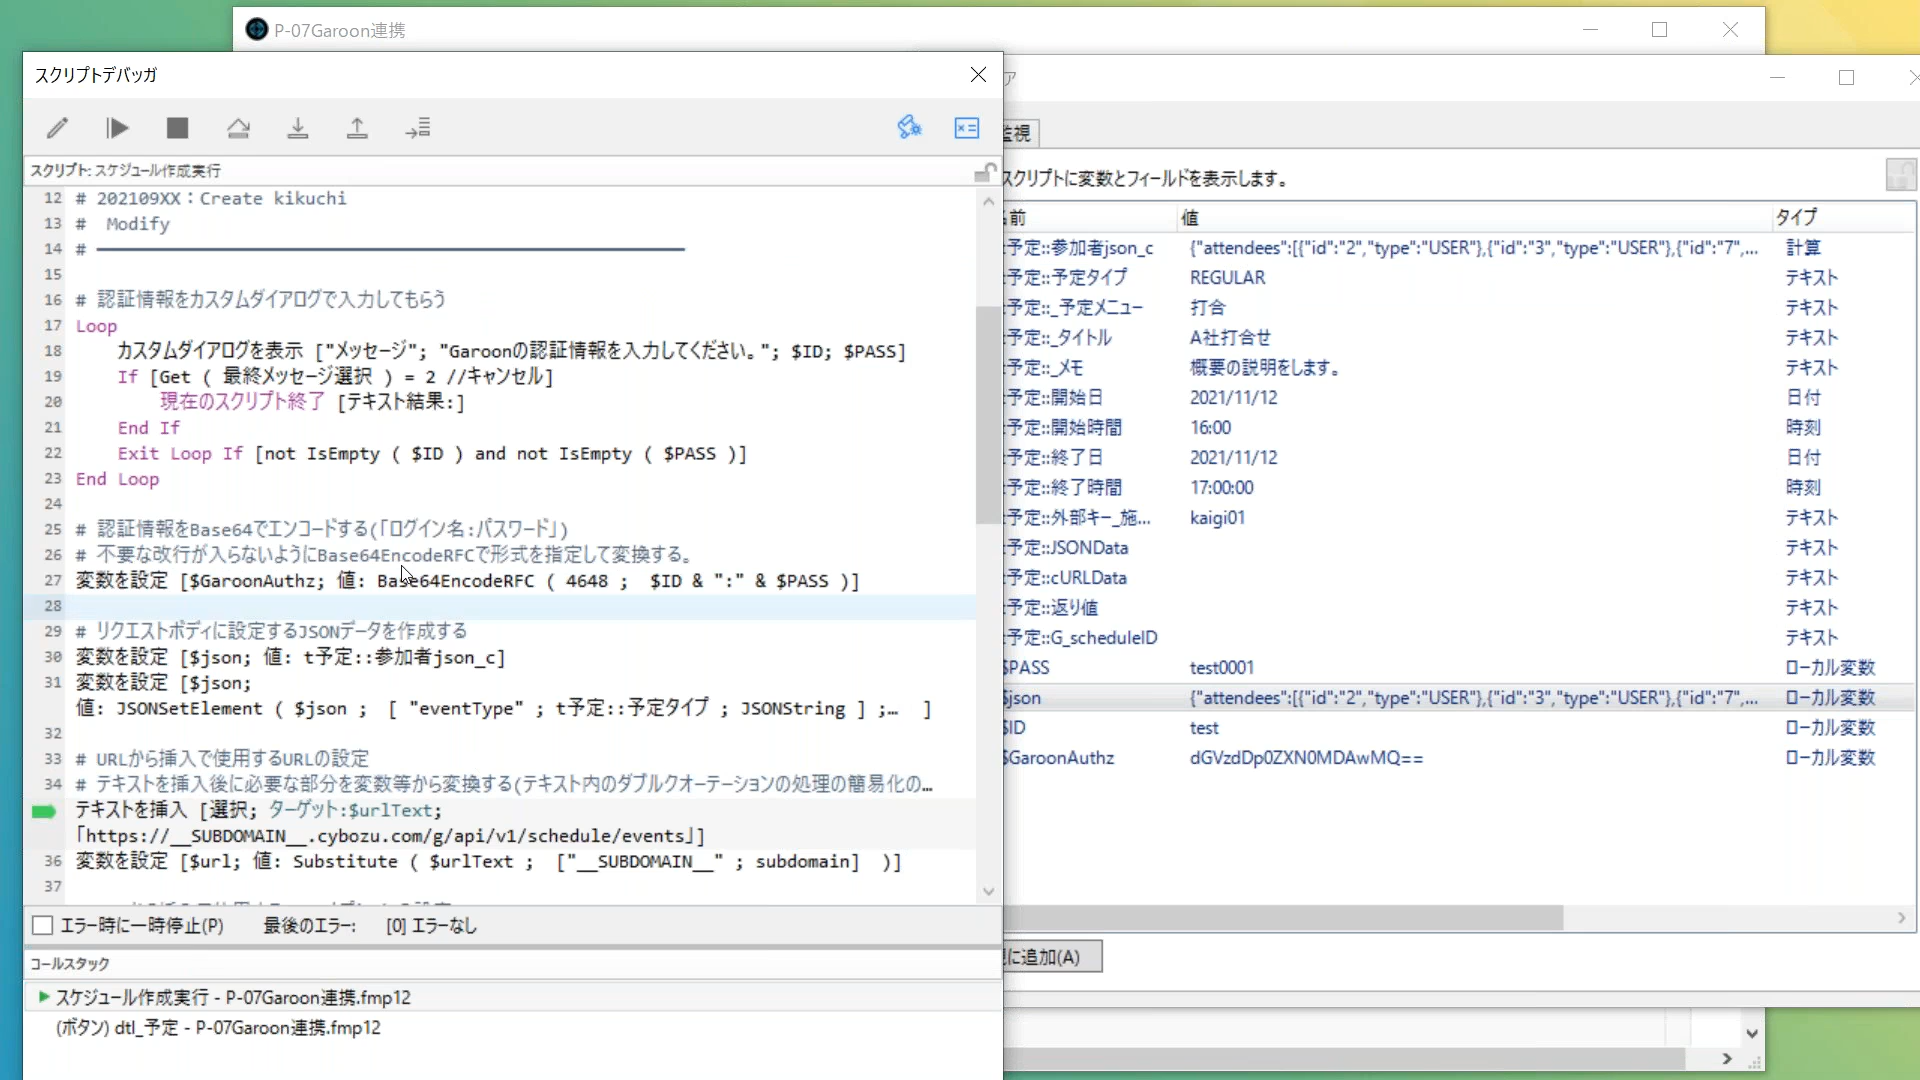 P-07Garoon連携
スクリプトデバッガ
スクリプト: スケジュール作成実行
12 # 202109XX：Create kikuchi
13 #  Modify
14 #
15
16 # 認証情報をカスタムダイアログで入力してもらう
17 Loop
18 カスタムダイアログを表示 ["メッセージ"; "Garoonの認証情報を入力してください。"; $ID; $PASS]
19 If [Get ( 最終メッセージ選択 ) = 2 //キャンセル]
20 現在のスクリプト終了 [テキスト結果:]
21 End If
22 Exit Loop If [not IsEmpty ( $ID ) and not IsEmpty ( $PASS )]
23 End Loop
24
25 # 認証情報をBase64でエンコードする(「ログイン名:パスワード」)
26 # 不要な改行が入らないようにBase64EncodeRFCで形式を指定して変換する。
27 変数を設定 [$GaroonAuthz; 値: Base64EncodeRFC ( 4648 ;  $ID & ":" & $PASS )]
28
29 # リクエストボディに設定するJSONデータを作成する
30 変数を設定 [$json; 値: t予定::参加者json_c]
31 変数を設定 [$json;
値: JSONSetElement ( $json ;  [ "eventType" ; t予定::予定タイプ ; JSONString ] ;…  ]
32
33 # URLから挿入で使用するURLの設定
34 # テキストを挿入後に必要な部分を変数等から変換する(テキスト内のダブルクオーテーションの処理の簡易化の…
テキストを挿入 [選択; ターゲット:$urlText;
「https://__SUBDOMAIN__.cybozu.com/g/api/v1/schedule/events」]
36 変数を設定 [$url; 値: Substitute ( $urlText ;  ["__SUBDOMAIN__" ; subdomain]  )]
37
エラー時に一時停止(P) 最後のエラー: [0] エラーなし
コールスタック
スケジュール作成実行 - P-07Garoon連携.fmp12
(ボタン) dtl_予定 - P-07Garoon連携.fmp12
ア
監視
スクリプトに変数とフィールドを表示します。
名前 値 タイプ
:予定::参加者json_c {"attendees":[{"id":"2","type":"USER"},{"id":"3","type":"USER"},{"id":"7",... 計算
:予定::予定タイプ REGULAR テキスト
:予定::_予定メニュー 打合 テキスト
:予定::_タイトル A社打合せ テキスト
:予定::_メモ 概要の説明をします。 テキスト
:予定::開始日 2021/11/12 日付
:予定::開始時間 16:00 時刻
:予定::終了日 2021/11/12 日付
:予定::終了時間 17:00:00 時刻
:予定::外部キー_施... kaigi01 テキスト
:予定::JSONData テキスト
:予定::cURLData テキスト
:予定::返り値 テキスト
:予定::G_scheduleID テキスト
$PASS test0001 ローカル変数
$json {"attendees":[{"id":"2","type":"USER"},{"id":"3","type":"USER"},{"id":"7",... ローカル変数
$ID test ローカル変数
$GaroonAuthz dGVzdDp0ZXN0MDAwMQ== ローカル変数
に追加(A)